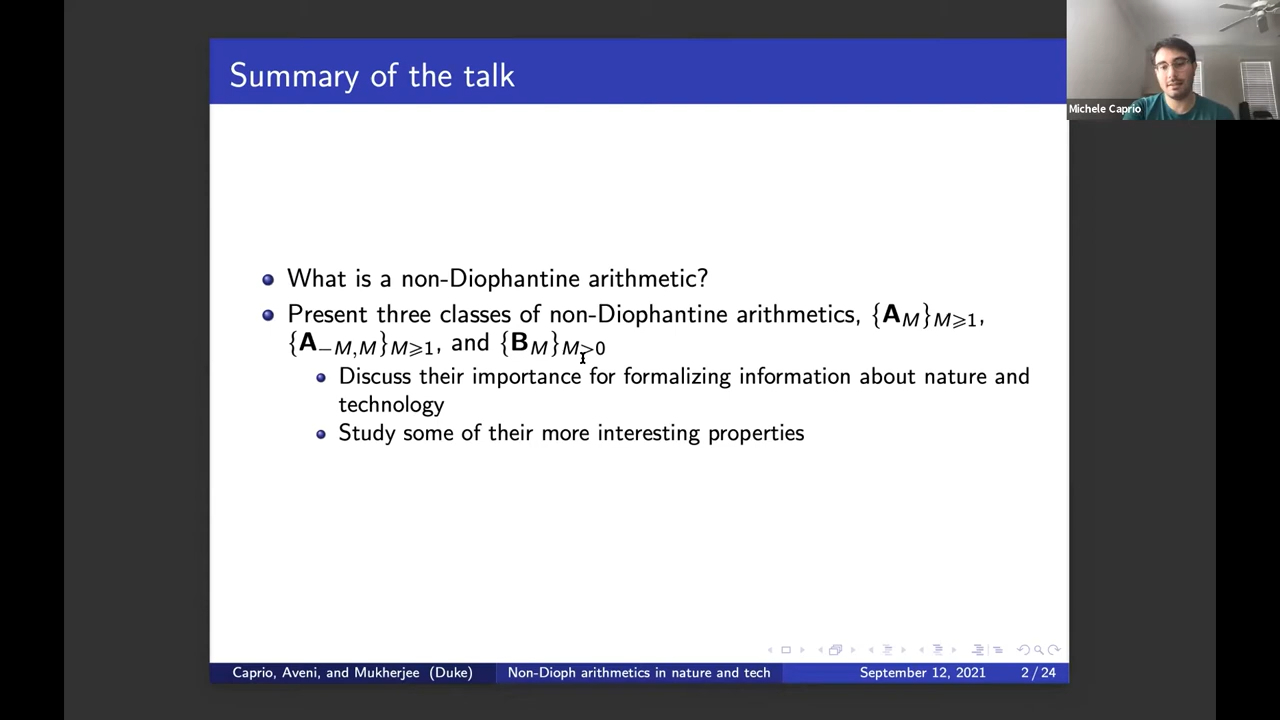 Summary of the talk
Michele Caprio
What is a non-Diophantine arithmetic?
Present three classes of non-Diophantine arithmetics, {A_M}_{M⩾1},
{A_{−M,M}}_{M⩾1}, and {B_M}_{M>0}
Discuss their importance for formalizing information about nature and
technology
Study some of their more interesting properties
Caprio, Aveni, and Mukherjee (Duke) Non-Dioph arithmetics in nature and tech September 12, 2021 2 / 24